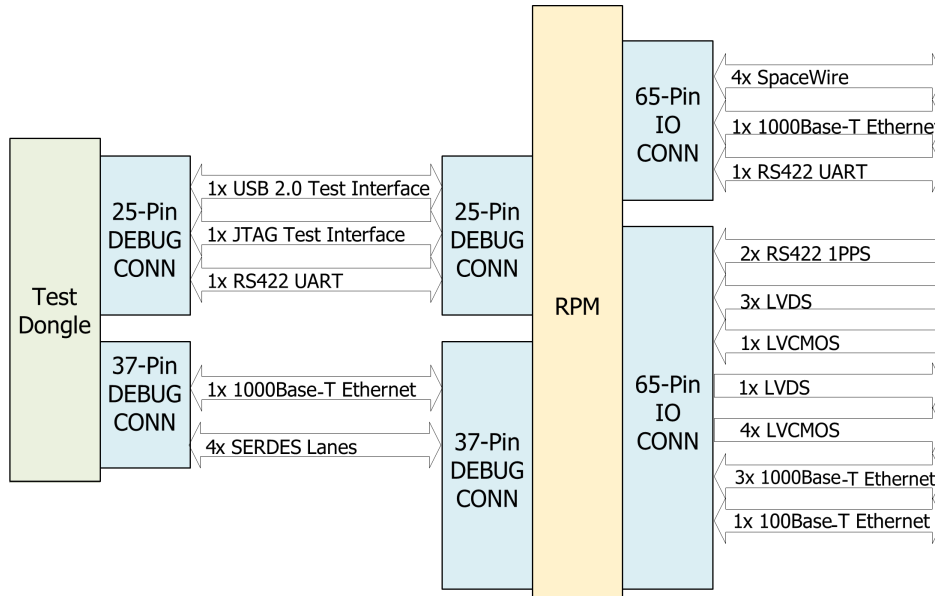 Test
Dongle
25-Pin
DEBUG
CONN
37-Pin
DEBUG
CONN
1x USB 2.0 Test Interface
1x JTAG Test Interface
1x RS422 UART
1x 1000Base-T Ethernet
4x SERDES Lanes
25-Pin
DEBUG
CONN
37-Pin
DEBUG
CONN
RPM
65-Pin
IO
CONN
4x SpaceWire
1x 1000Base-T Ethernet
1x RS422 UART
65-Pin
IO
CONN
2x RS422 1PPS
3x LVDS
1x LVCMOS
1x LVDS
4x LVCMOS
3x 1000Base-T Ethernet
1x 100Base-T Ethernet